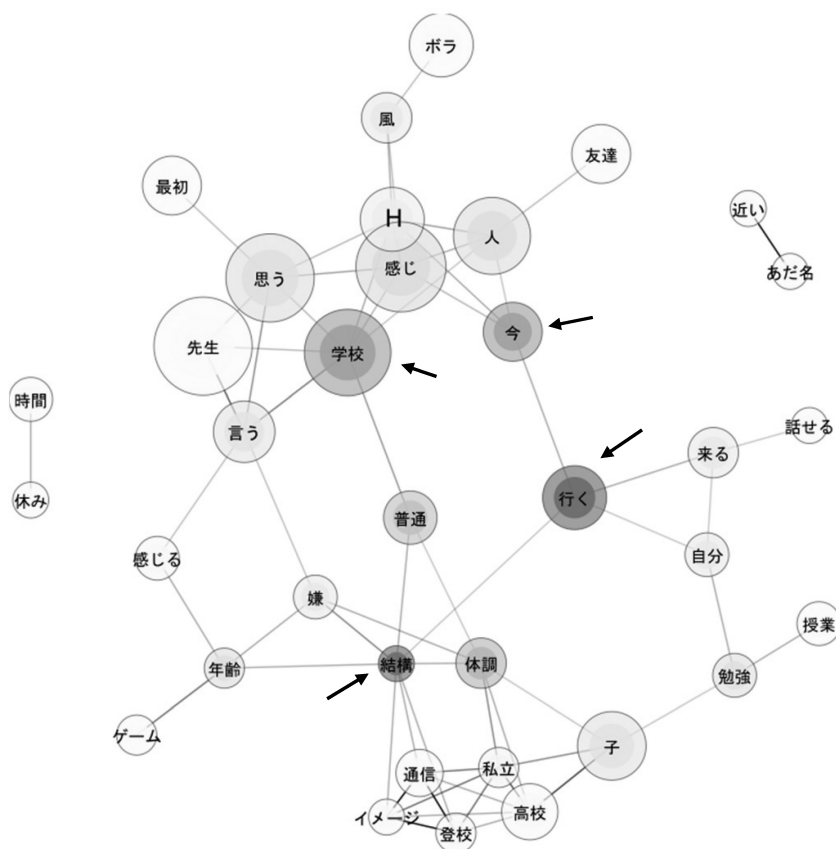 ボラ
風
友達
最初
近い
H
人
あだ名
思う
感じ
今
先生
学校
時間
言う
話せる
来る
休み
行く
普通
感じる
自分
嫌
授業
年齢
結構
体調
勉強
ゲーム
子
通信
私立
イメージ
高校
登校